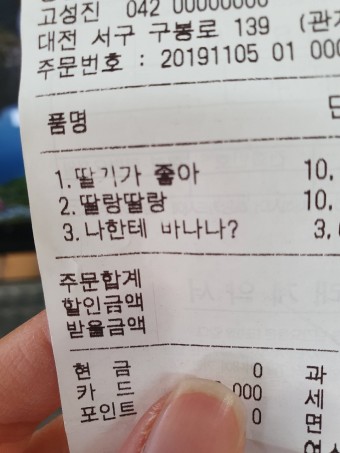 고성진 042 00000000
대전 서구 구봉로 139 (관
주문번호 : 20191105 01 000
품명
1.딸기가 좋아 10,
2.딸랑딸랑 10,
3.나한테 바나나? 3,
주문합계
할인금액
받을금액
현 금 0 과
카 드 000 세
포인트 0 면